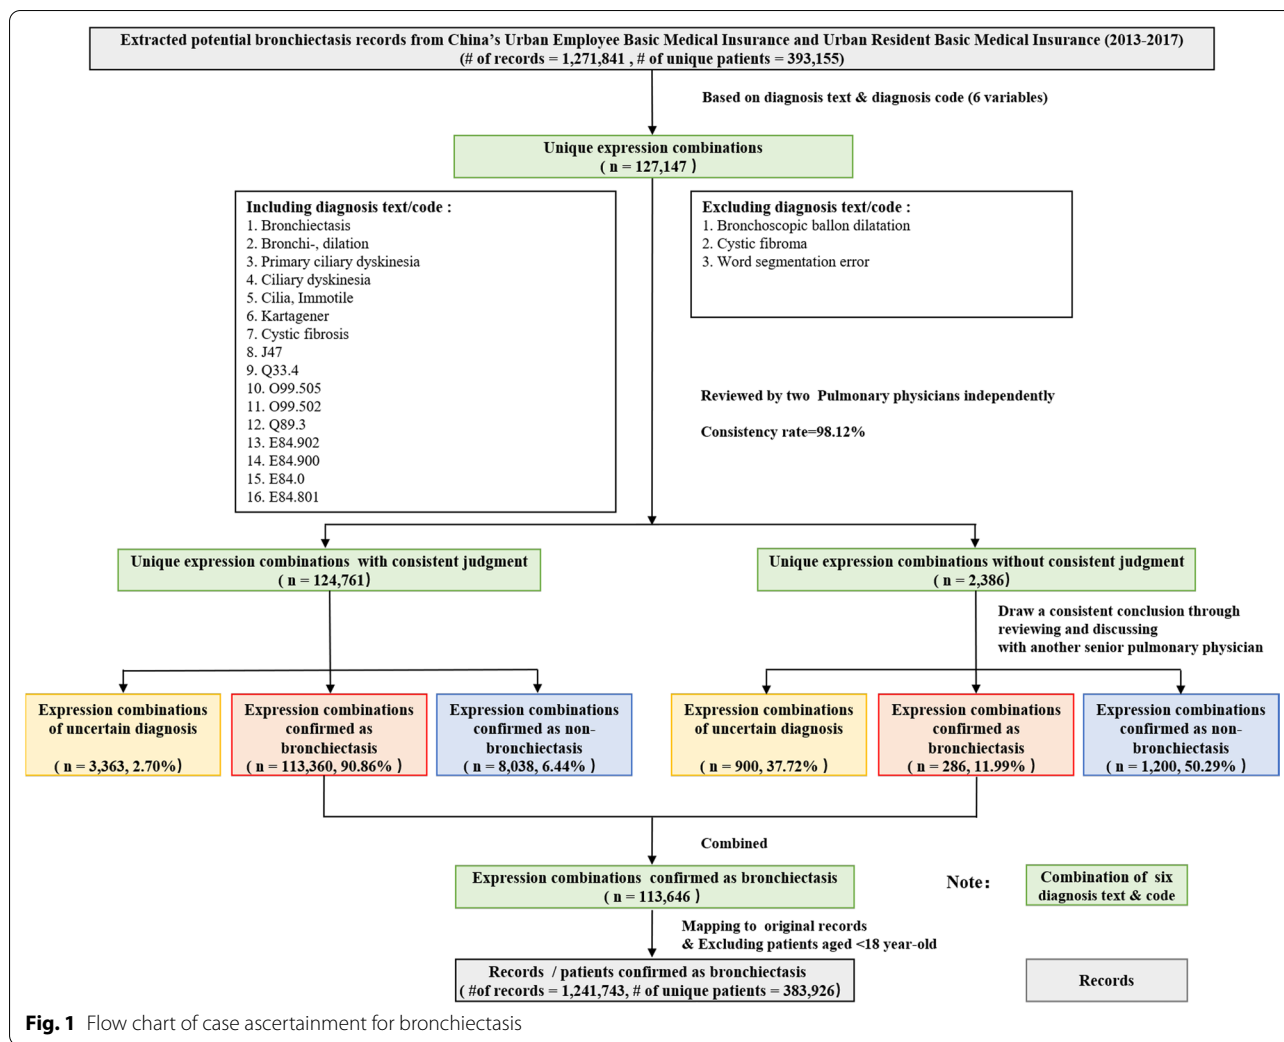 Extracted potential bronchiectasis records from China's Urban Employee Basic Medical Insurance and Urban Resident Basic Medical Insurance (2013-2017)
(# of records = 1,271,841 , # of unique patients = 393,155)
Based on diagnosis text & diagnosis code (6 variables)
Unique expression combinations
( n = 127,147 )
Including diagnosis text/code :
1. Bronchiectasis
2. Bronchi-, dilation
3. Primary ciliary dyskinesia
4. Ciliary dyskinesia
5. Cilia, Immotile
6. Kartagener
7. Cystic fibrosis
8. J47
9. Q33.4
10. O99.505
11. O99.502
12. Q89.3
13. E84.902
14. E84.900
15. E84.0
16. E84.801
Excluding diagnosis text/code :
1. Bronchoscopic ballon dilatation
2. Cystic fibroma
3. Word segmentation error
Reviewed by two Pulmonary physicians independently
Consistency rate=98.12%
Unique expression combinations with consistent judgment
( n = 124,761)
Unique expression combinations without consistent judgment
( n = 2,386)
Draw a consistent conclusion through
reviewing and discussing
with another senior pulmonary physician
Expression combinations
of uncertain diagnosis
( n = 3,363, 2.70% )
Expression combinations
confirmed as
bronchiectasis
( n = 113,360, 90.86% )
Expression combinations
confirmed as non-
bronchiectasis
( n = 8,038, 6.44% )
Expression combinations
of uncertain diagnosis
( n = 900, 37.72% )
Expression combinations
confirmed as
bronchiectasis
( n = 286, 11.99% )
Expression combinations
confirmed as non-
bronchiectasis
( n = 1,200, 50.29% )
Combined
Expression combinations confirmed as bronchiectasis
( n = 113,646 )
Note:
Combination of six
diagnosis text & code
Mapping to original records
& Excluding patients aged <18 year-old
Records / patients confirmed as bronchiectasis
( #of records = 1,241,743, # of unique patients = 383,926)
Records
Fig. 1 Flow chart of case ascertainment for bronchiectasis